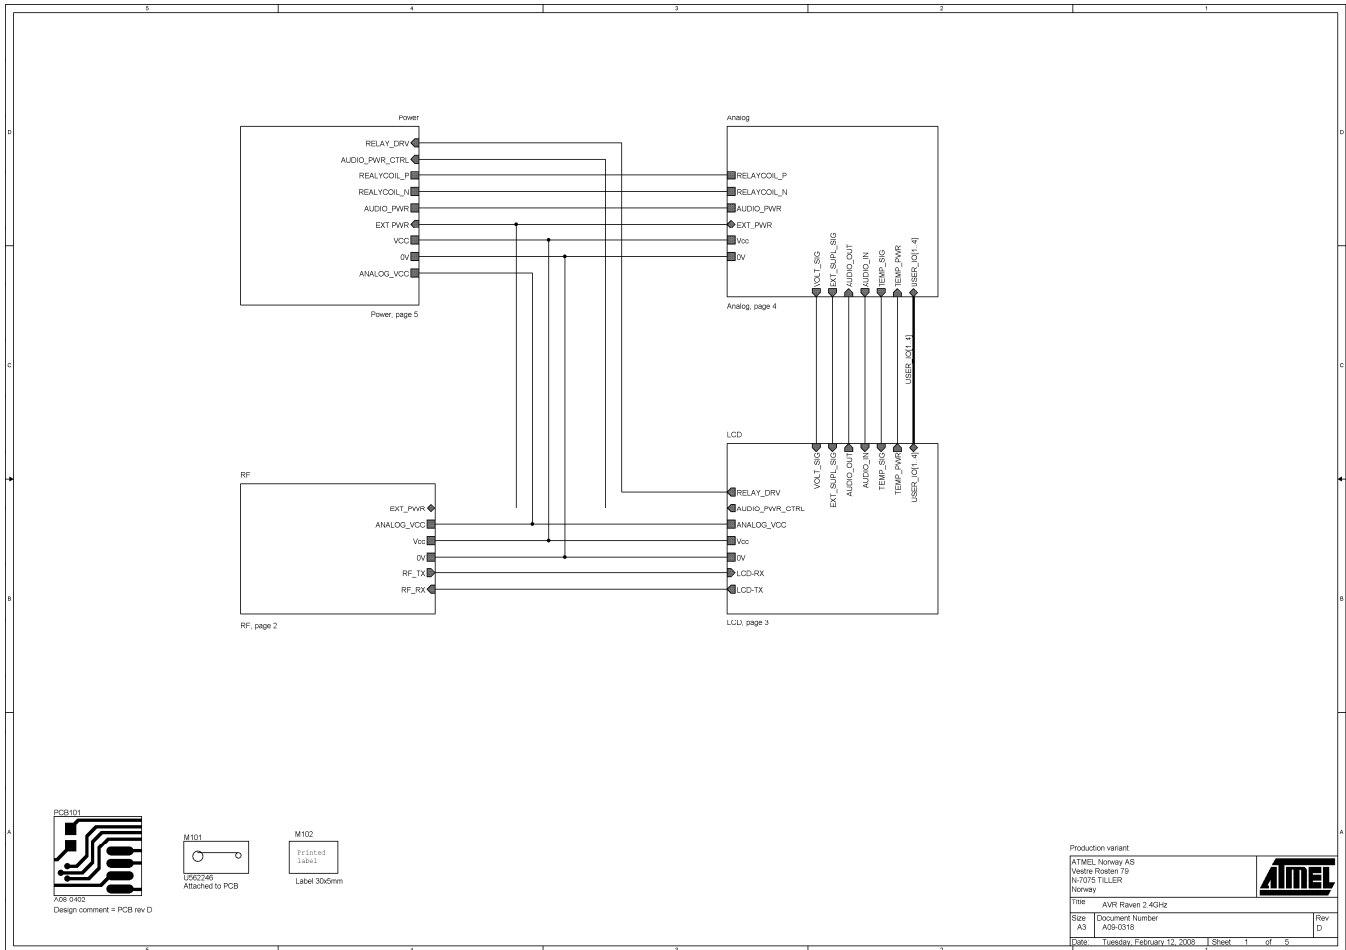 5 4 3 2 1
D
C
B
A
D
C
B
A
Power
RELAY_DRV
AUDIO_PWR_CTRL
REALYCOIL_P
REALYCOIL_N
AUDIO_PWR
EXT PWR
VCC
0V
ANALOG_VCC
Power, page 5
Analog
RELAYCOIL_P
RELAYCOIL_N
AUDIO_PWR
EXT_PWR
Vcc
0V
VOLT_SIG
EXT_SUPL_SIG
AUDIO_OUT
AUDIO_IN
TEMP_SIG
TEMP_PWR
USER_IO[1..4]
Analog, page 4
USER_IO[1..4]
LCD
VOLT_SIG
EXT_SUPL_SIG
AUDIO_OUT
AUDIO_IN
TEMP_SIG
TEMP_PWR
USER_IO[1..4]
RELAY_DRV
AUDIO_PWR_CTRL
ANALOG_VCC
Vcc
0V
LCD-RX
LCD-TX
LCD, page 3
RF
EXT_PWR
ANALOG_VCC
Vcc
0V
RF_TX
RF_RX
RF, page 2
PCB101
A08-0402
Design comment = PCB rev D
M101
U562246
Attached to PCB
M102
Printed
label
Label 30x5mm
Production variant
ATMEL Norway AS
Vestre Rosten 79
N-7075 TILLER
Norway
ATMEL
Title
AVR Raven 2.4GHz
Size Document Number Rev
A3 A09-0318 D
Date: Tuesday, February 12, 2008 Sheet 1 of 5
5 4 3 2 1